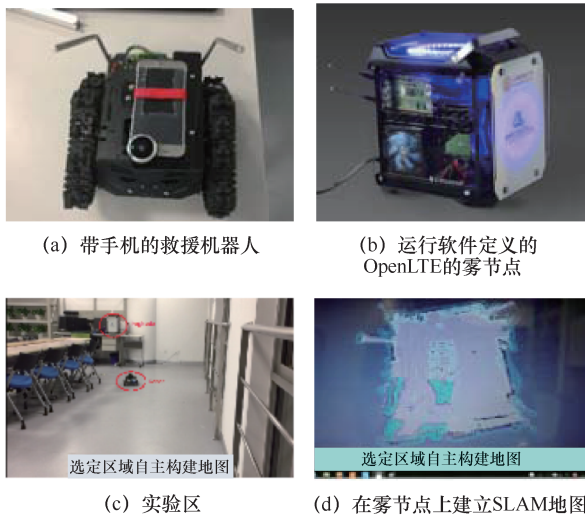 (a) 带手机的救援机器人
(b) 运行软件定义的
OpenLTE的雾节点
选定区域自主构建地图
选定区域自主构建地图
(c) 实验区
(d) 在雾节点上建立SLAM地图